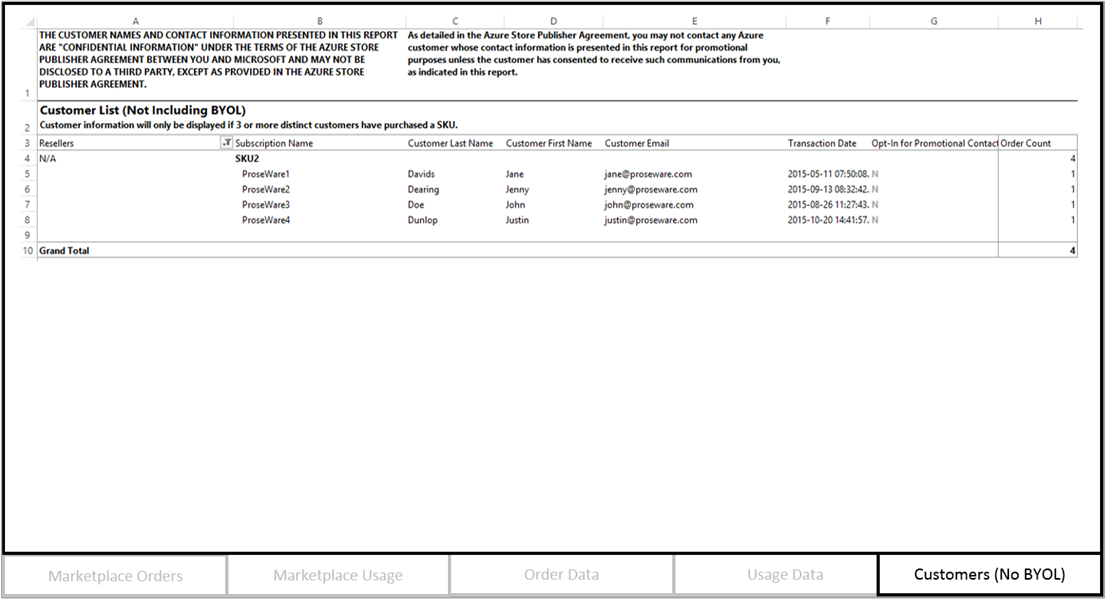 A B C D E F G H
THE CUSTOMER NAMES AND CONTACT INFORMATION PRESENTED IN THIS REPORT
ARE "CONFIDENTIAL INFORMATION" UNDER THE TERMS OF THE AZURE STORE
PUBLISHER AGREEMENT BETWEEN YOU AND MICROSOFT AND MAY NOT BE
DISCLOSED TO A THIRD PARTY, EXCEPT AS PROVIDED IN THE AZURE STORE
PUBLISHER AGREEMENT.
As detailed in the Azure Store Publisher Agreement, you may not contact any Azure
customer whose contact information is presented in this report for promotional
purposes unless the customer has consented to receive such communications from you,
as indicated in this report.
1
Customer List (Not Including BYOL)
2 Customer information will only be displayed if 3 or more distinct customers have purchased a SKU.
3 Resellers Subscription Name Customer Last Name Customer First Name Customer Email Transaction Date Opt-In for Promotional Contact Order Count
4 N/A SKU2 4
5 ProseWare1 Davids Jane jane@proseware.com 2015-05-11 07:50:08. N 1
6 ProseWare2 Dearing Jenny jenny@proseware.com 2015-09-13 08:32:42. N 1
7 ProseWare3 Doe John john@proseware.com 2015-08-26 11:27:43. N 1
8 ProseWare4 Dunlop Justin justin@proseware.com 2015-10-20 14:41:57. N 1
9
10 Grand Total 4
Marketplace Orders Marketplace Usage Order Data Usage Data Customers (No BYOL)